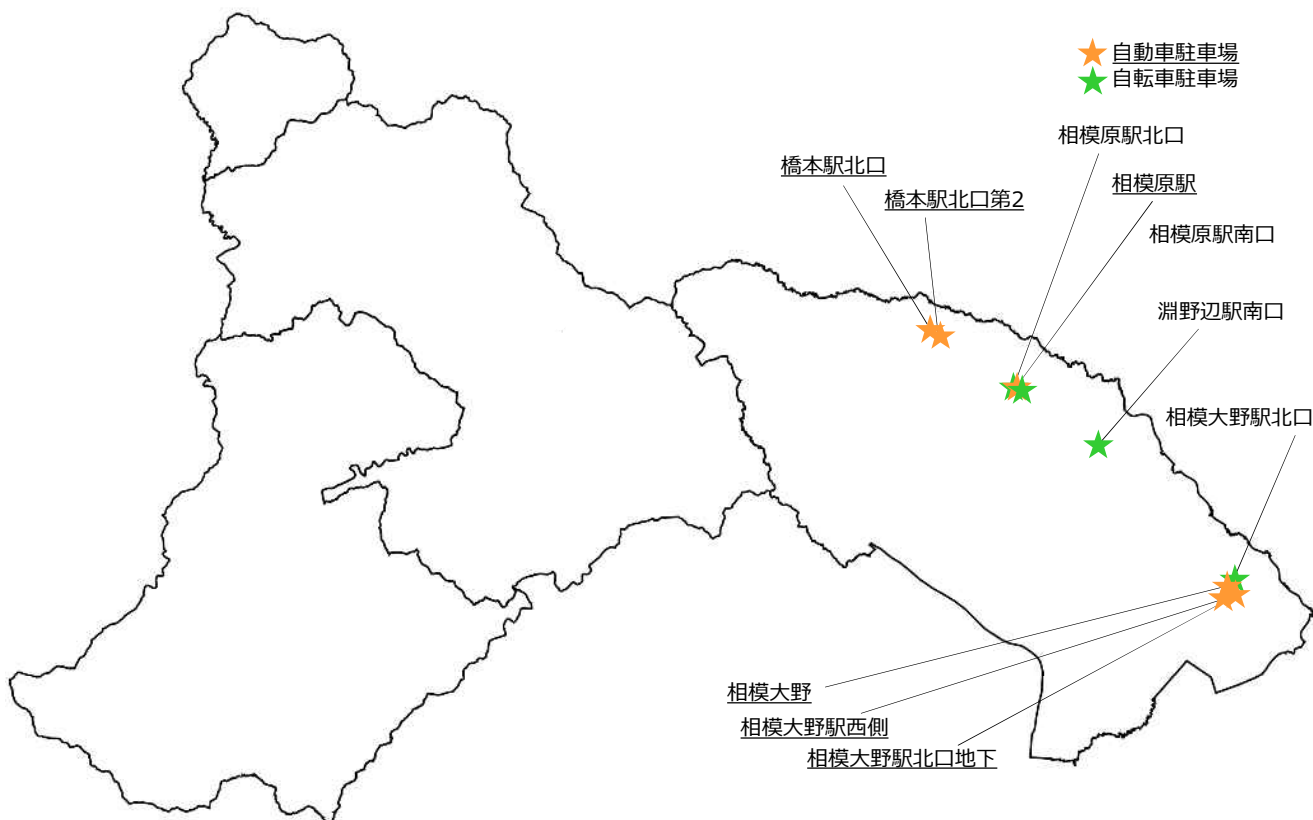 自動車駐車場
自転車駐車場
相模原駅北口
橋本駅北口
相模原駅
橋本駅北口第2
相模原駅南口
淵野辺駅南口
相模大野駅北口
相模大野
相模大野駅西側
相模大野駅北口地下